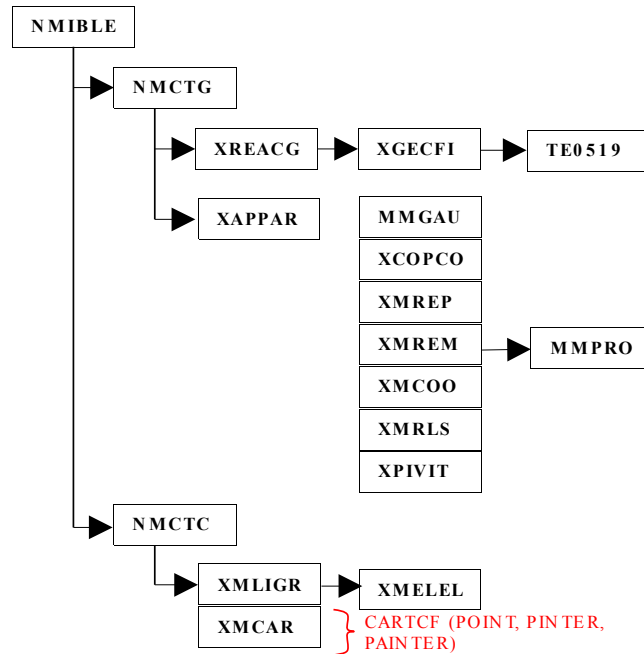 NMIBLE
NMCTG
XREACG
XGECFI
TE0519
XAPPAR
MMGAU
XCOPCO
XMREP
XMREM
MMPRO
XMCOO
XMRLS
XPIVIT
NMCTC
XMLIGR
XMELEL
XMCAR
CARTCF (POINT, PINTER,
PAINTER)